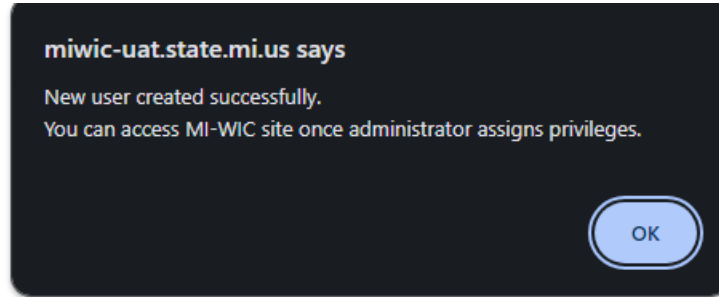 miwic-uat.state.mi.us says
New user created successfully.
You can access MI-WIC site once administrator assigns privileges.
OK